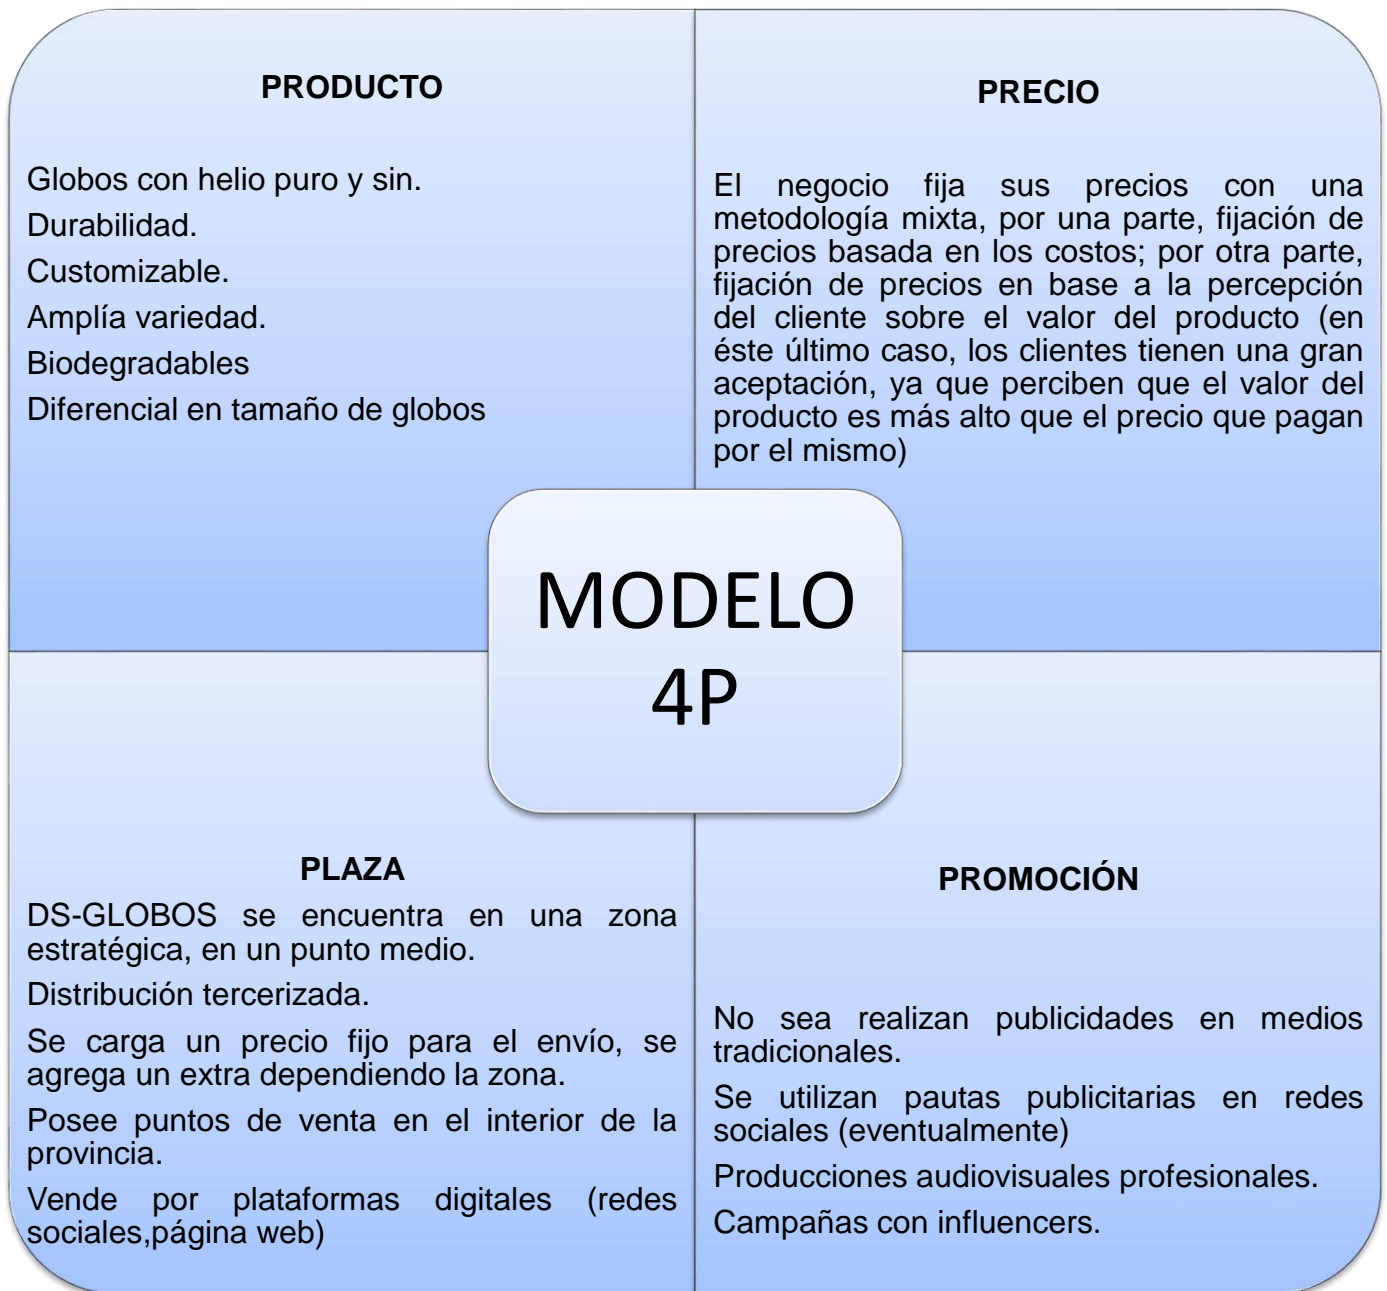 PRODUCTO
Globos con helio puro y sin.
Durabilidad.
Customizable.
Amplía variedad.
Biodegradables
Diferencial en tamaño de globos
PRECIO
El negocio fija sus precios con una
metodología mixta, por una parte, fijación de
precios basada en los costos; por otra parte,
fijación de precios en base a la percepción
del cliente sobre el valor del producto (en
éste último caso, los clientes tienen una gran
aceptación, ya que perciben que el valor del
producto es más alto que el precio que pagan
por el mismo)
MODELO
4P
PLAZA
DS-GLOBOS se encuentra en una zona
estratégica, en un punto medio.
Distribución tercerizada.
Se carga un precio fijo para el envío, se
agrega un extra dependiendo la zona.
Posee puntos de venta en el interior de la
provincia.
Vende por plataformas digitales (redes
sociales,página web)
PROMOCIÓN
No sea realizan publicidades en medios
tradicionales.
Se utilizan pautas publicitarias en redes
sociales (eventualmente)
Producciones audiovisuales profesionales.
Campañas con influencers.